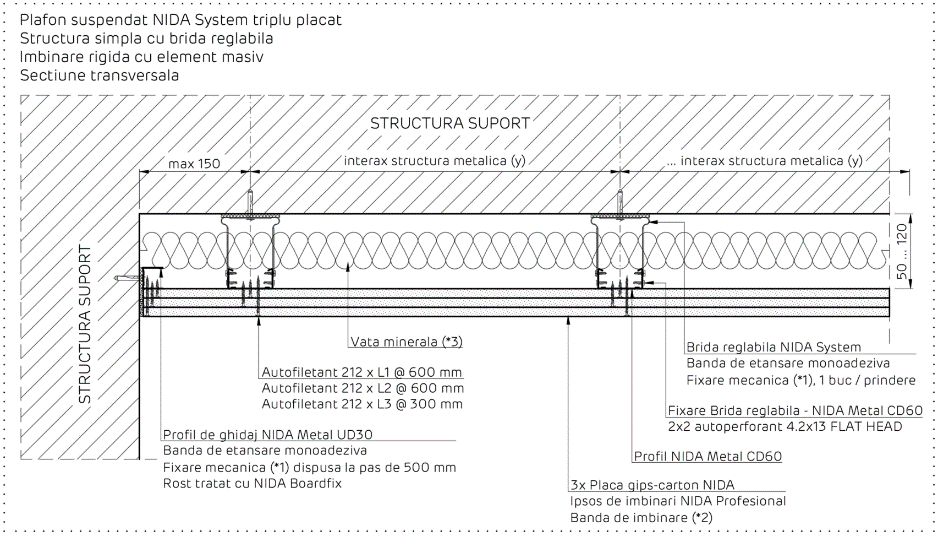 Plafon suspendat NIDA System triplu placat
Structura simpla cu brida reglabila
Imbinare rigida cu element masiv
Sectiune transversala
STRUCTURA SUPORT
max 150
interax structura metalica (y)
... interax structura metalica (y)
STRUCTURA SUPORT
50 ... 120
Vata minerala (*3)
Autofiletant 212 x L1 @ 600 mm
Autofiletant 212 x L2 @ 600 mm
Autofiletant 212 x L3 @ 300 mm
Profil de ghidaj NIDA Metal UD30
Banda de etansare monoadeziva
Fixare mecanica (*1) dispusa la pas de 500 mm
Rost tratat cu NIDA Boardfix
Brida reglabila NIDA System
Banda de etansare monoadeziva
Fixare mecanica (*1), 1 buc / prindere
Fixare Brida reglabila - NIDA Metal CD60
2x2 autoperforant 4.2x13 FLAT HEAD
Profil NIDA Metal CD60
3x Placa gips-carton NIDA
Ipsos de imbinari NIDA Profesional
Banda de imbinare (*2)